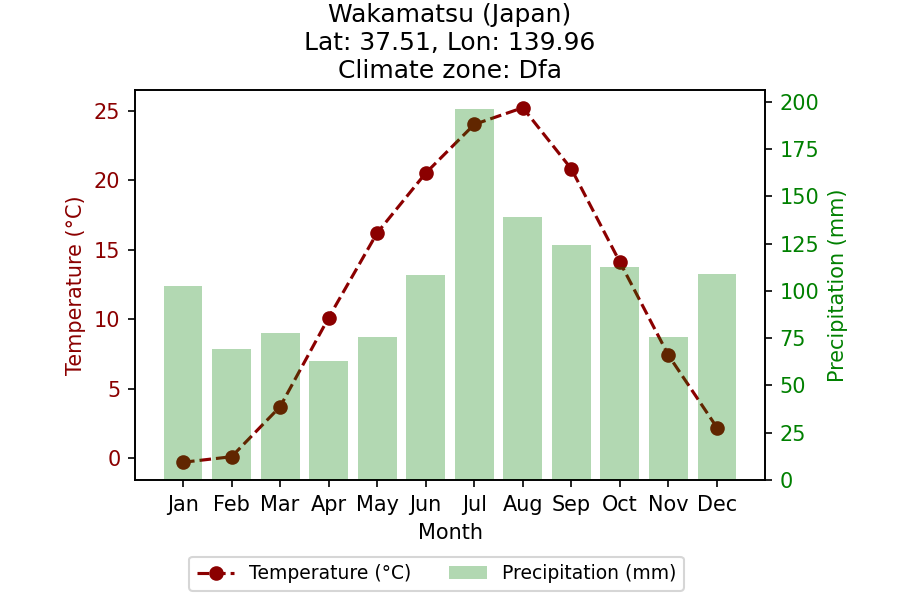 Wakamatsu (Japan)
Lat: 37.51, Lon: 139.96
Climate zone: Dfa
Temperature (°C)
25
20
15
10
5
0
200
175
150
125
100
75
50
25
0
Precipitation (mm)
Jan Feb Mar Apr May Jun Jul Aug Sep Oct Nov Dec
Month
Temperature (°C) Precipitation (mm)